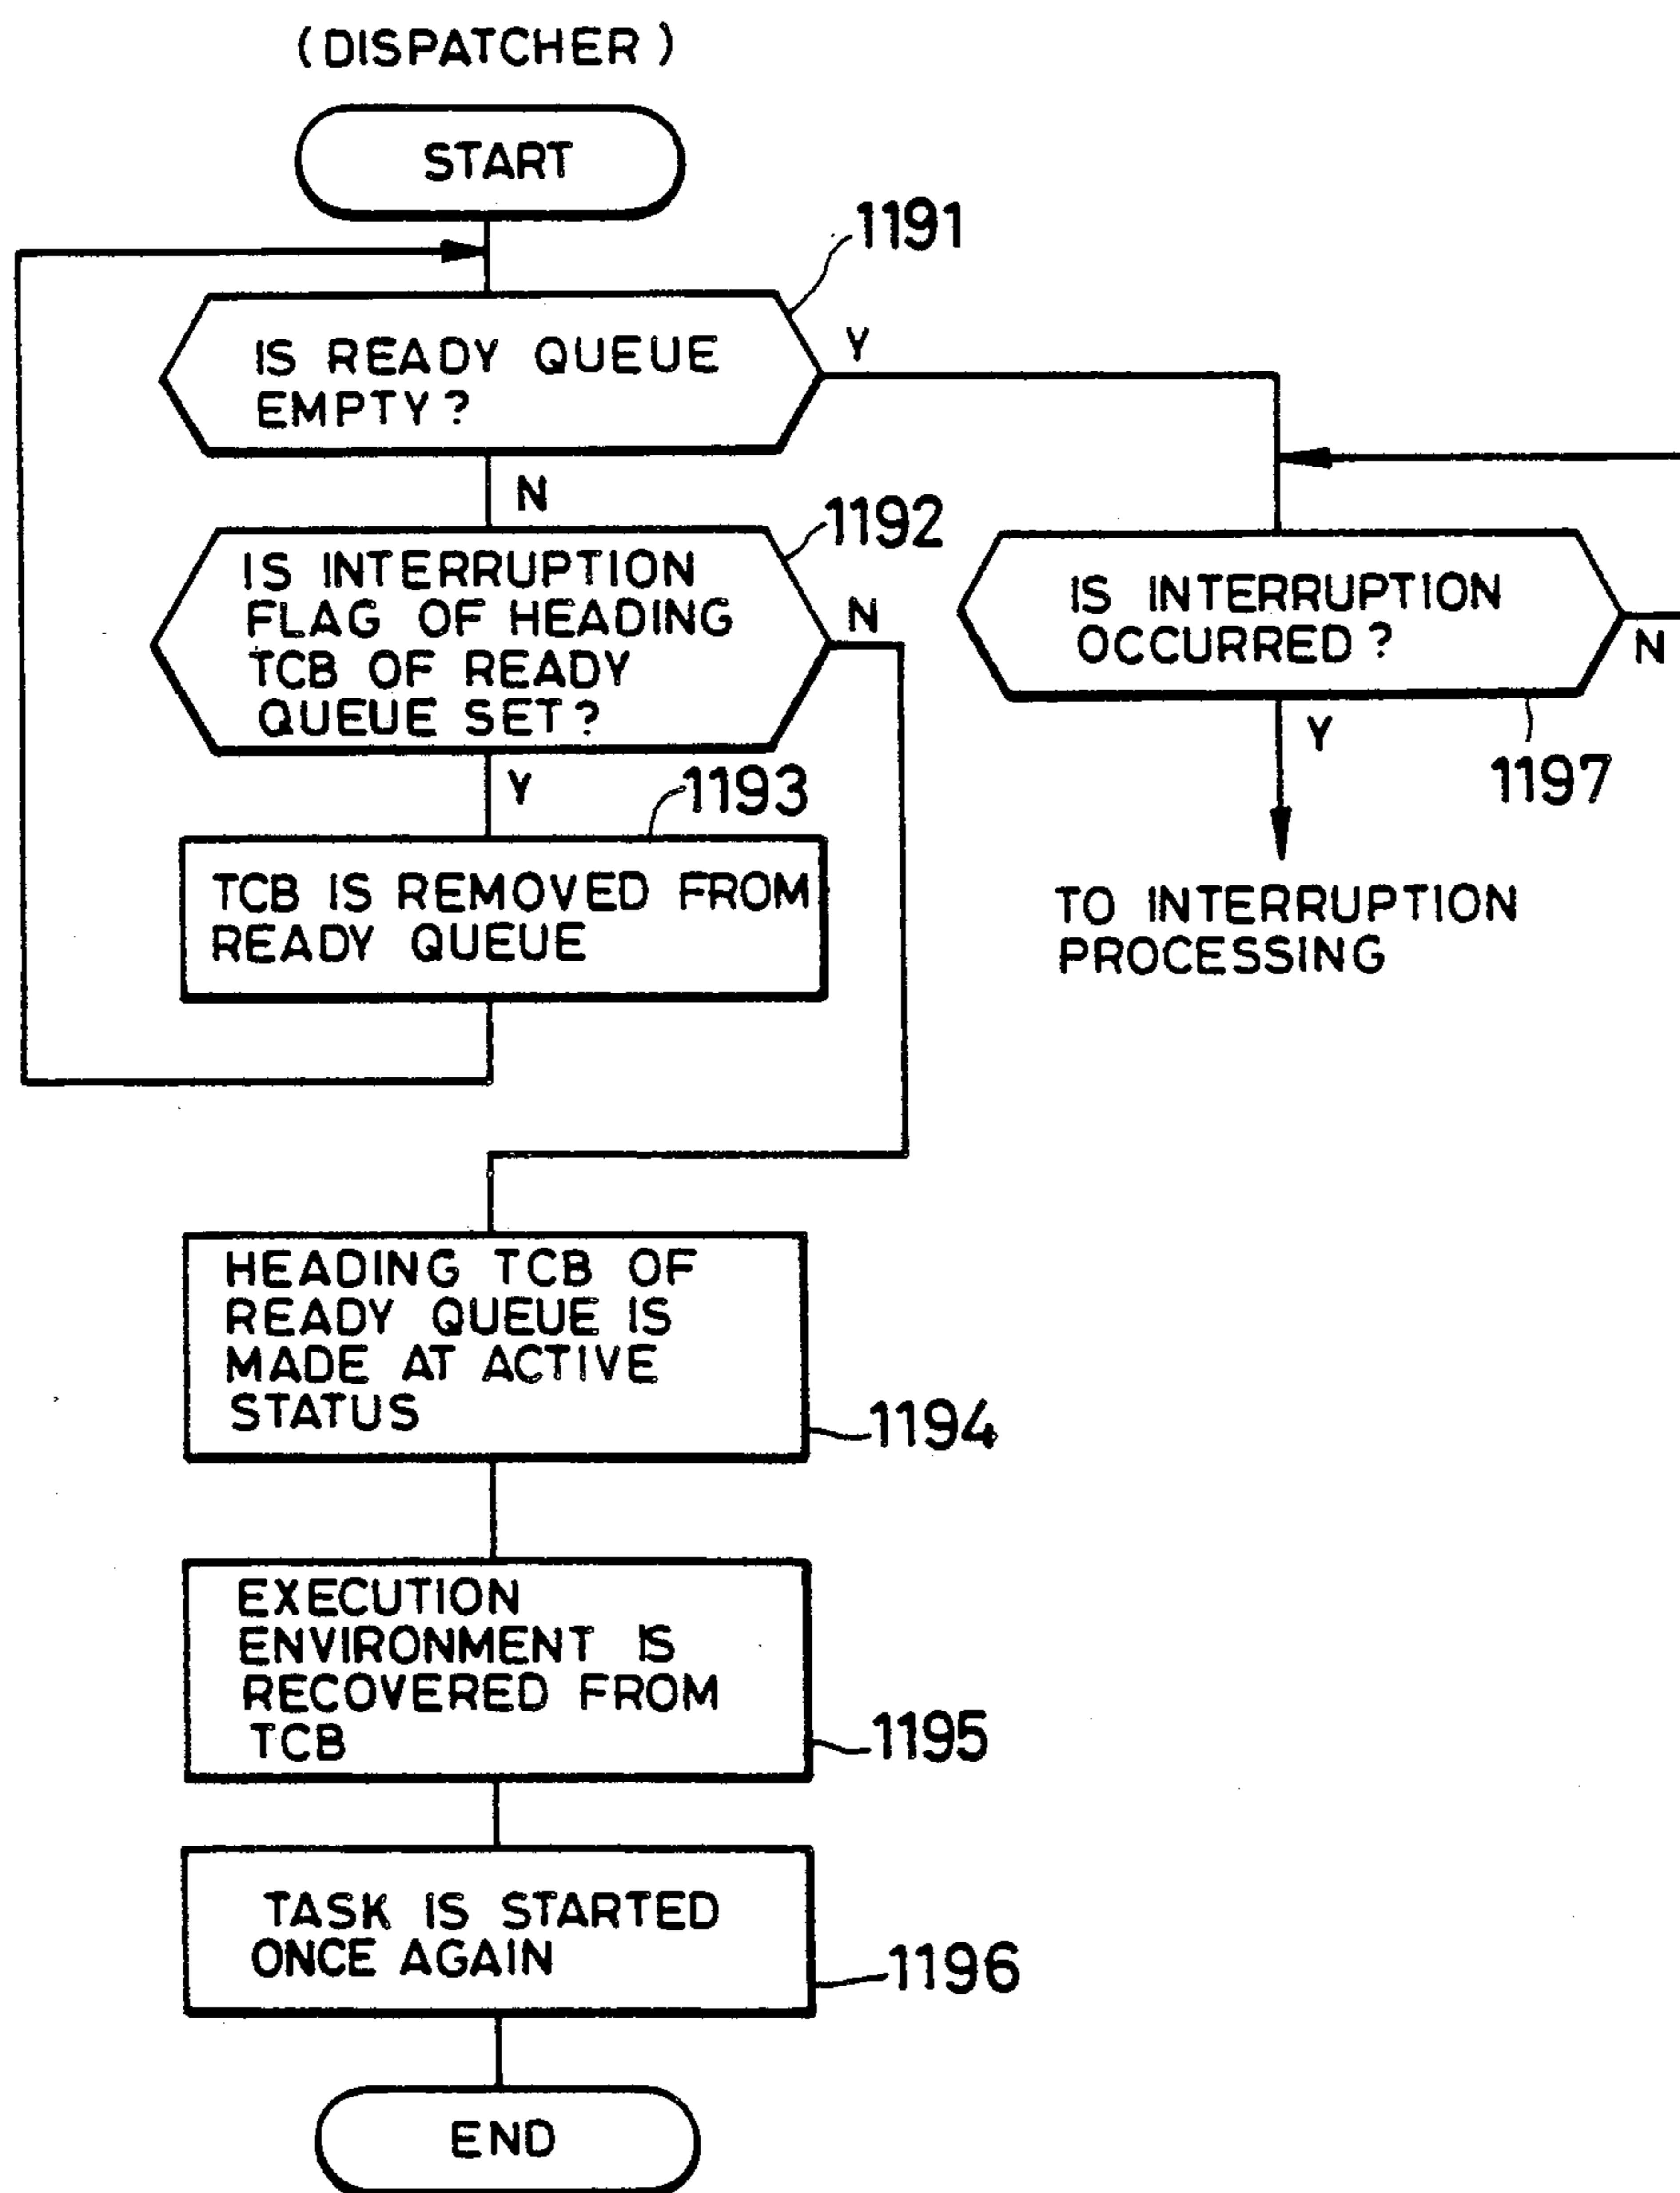 (DISPATCHER)
START
1191
IS READY QUEUE
EMPTY?
Y
N
1192
IS INTERRUPTION
FLAG OF HEADING
TCB OF READY
QUEUE SET?
N
Y
IS INTERRUPTION
OCCURRED?
N
Y
1197
TO INTERRUPTION
PROCESSING
1193
TCB IS REMOVED FROM
READY QUEUE
HEADING TCB OF
READY QUEUE IS
MADE AT ACTIVE
STATUS
1194
EXECUTION
ENVIRONMENT IS
RECOVERED FROM
TCB
1195
TASK IS STARTED
ONCE AGAIN
1196
END